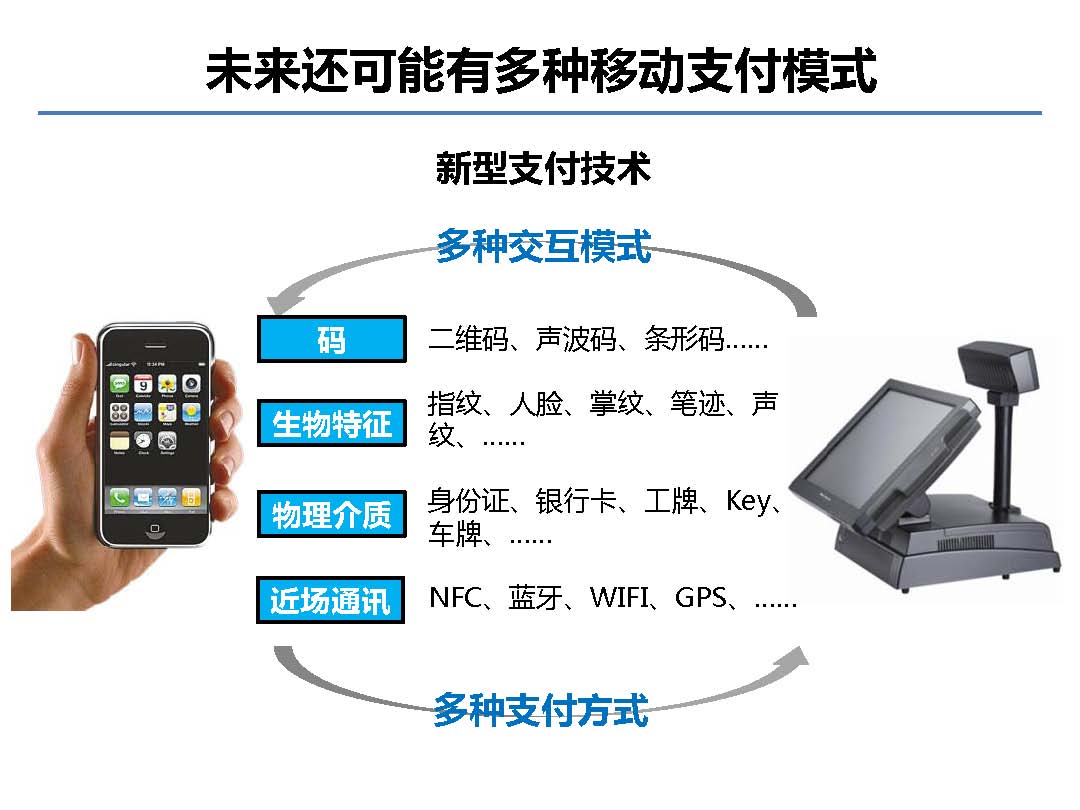 未来还可能有多种移动支付模式
新型支付技术
多种交互模式
码
二维码、声波码、条形码……
生物特征
指纹、人脸、掌纹、笔迹、声
纹、……
物理介质
身份证、银行卡、工牌、Key、
车牌、……
近场通讯
NFC、蓝牙、WIFI、GPS、……
多种支付方式